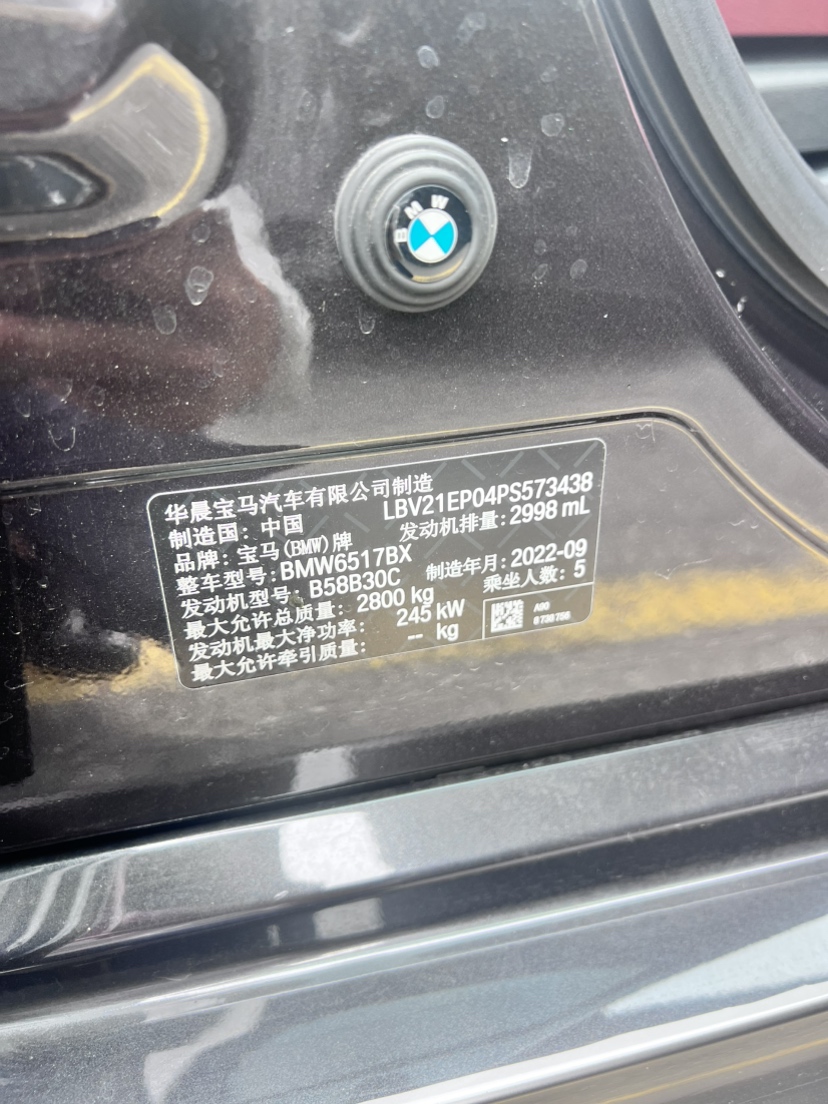 BMW
华晨宝马汽车有限公司制造
LBV21EP04PS573438
制造国: 中国
发动机排量: 2998 mL
品牌: 宝马(BMW)牌
整车型号: BMW6517BX
制造年月: 2022-09
发动机型号: B58B30C
乘坐人数: 5
最大允许总质量: 2800 kg
发动机最大净功率: 245 kW
最大允许牵引质量: -- kg